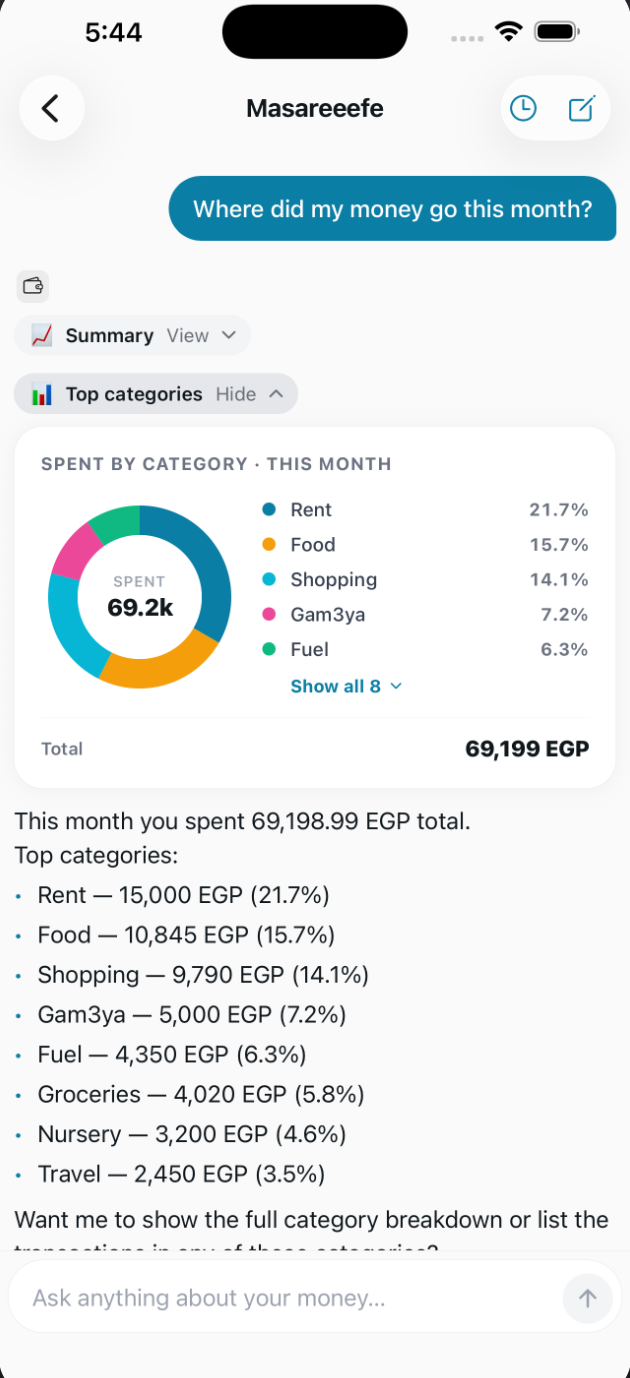 5:44
Masareeefe
Where did my money go this month?
Summary View
Top categories Hide
SPENT BY CATEGORY · THIS MONTH
SPENT
69.2k
Rent 21.7%
Food 15.7%
Shopping 14.1%
Gam3ya 7.2%
Fuel 6.3%
Show all 8
Total 69,199 EGP
This month you spent 69,198.99 EGP total.
Top categories:
• Rent — 15,000 EGP (21.7%)
• Food — 10,845 EGP (15.7%)
• Shopping — 9,790 EGP (14.1%)
• Gam3ya — 5,000 EGP (7.2%)
• Fuel — 4,350 EGP (6.3%)
• Groceries — 4,020 EGP (5.8%)
• Nursery — 3,200 EGP (4.6%)
• Travel — 2,450 EGP (3.5%)
Want me to show the full category breakdown or list the
Ask anything about your money...